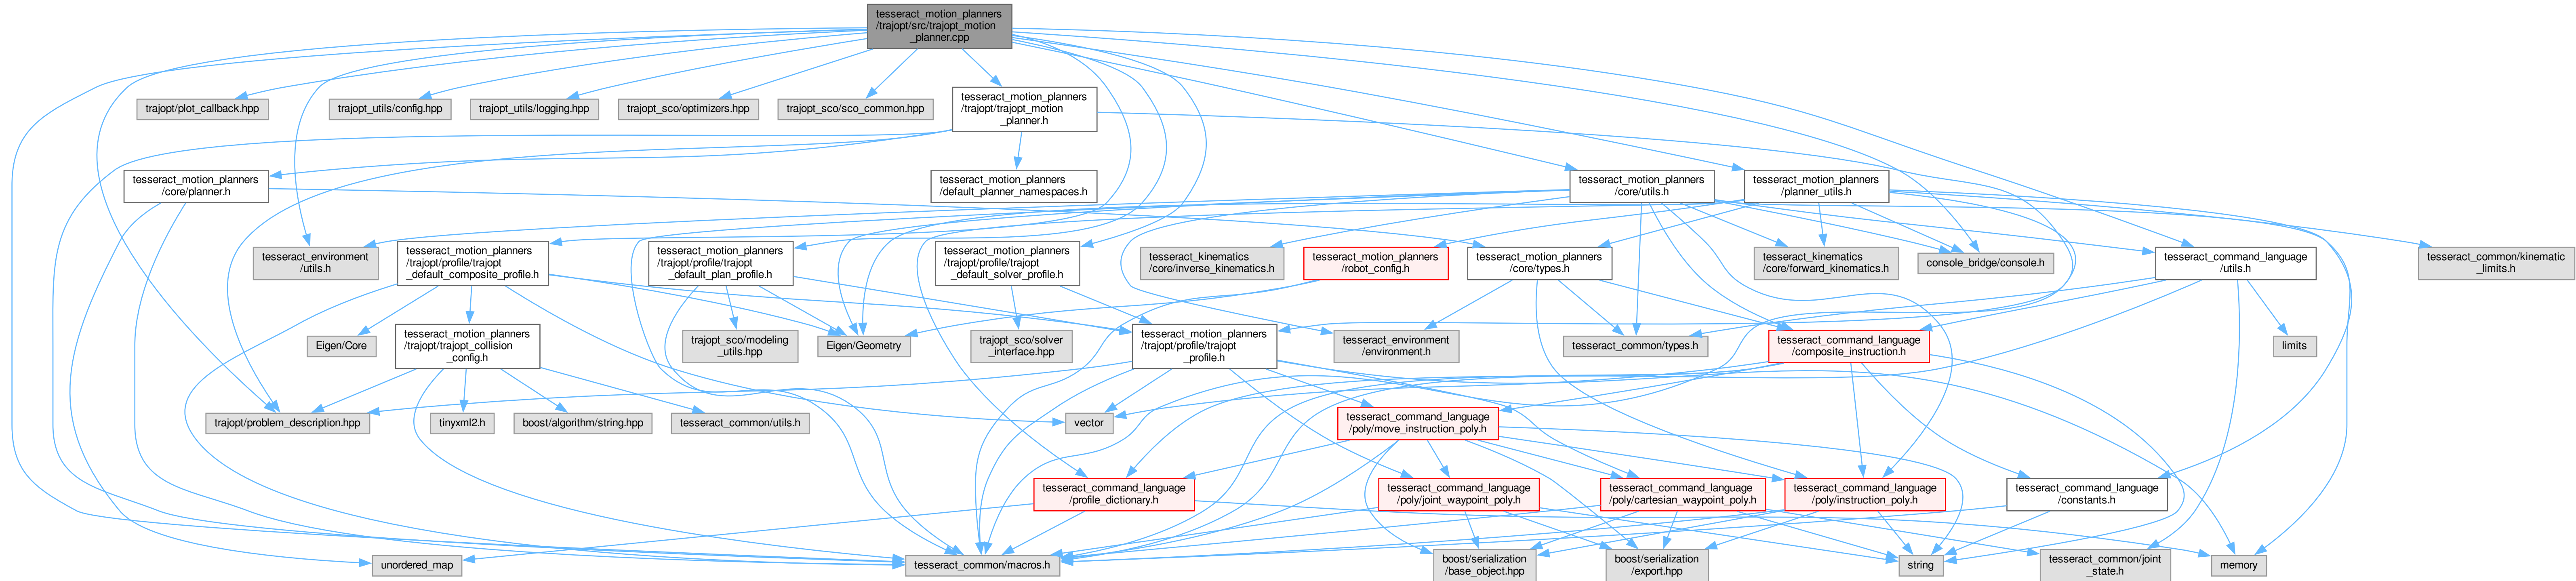 tesseract_motion_planners
/trajopt/src/trajopt_motion
_planner.cpp
trajopt/plot_callback.hpp
trajopt_utils/config.hpp
trajopt_utils/logging.hpp
trajopt_sco/optimizers.hpp
trajopt_sco/sco_common.hpp
tesseract_motion_planners
/trajopt/trajopt_motion
_planner.h
tesseract_motion_planners
/core/planner.h
tesseract_motion_planners
/default_planner_namespaces.h
tesseract_motion_planners
/core/utils.h
tesseract_motion_planners
/planner_utils.h
tesseract_environment
/utils.h
tesseract_motion_planners
/trajopt/profile/trajopt
_default_composite_profile.h
tesseract_motion_planners
/trajopt/profile/trajopt
_default_plan_profile.h
tesseract_motion_planners
/trajopt/profile/trajopt
_default_solver_profile.h
tesseract_kinematics
/core/inverse_kinematics.h
tesseract_motion_planners
/robot_config.h
tesseract_motion_planners
/core/types.h
tesseract_kinematics
/core/forward_kinematics.h
console_bridge/console.h
tesseract_command_language
/utils.h
tesseract_common/kinematic
_limits.h
Eigen/Core
tesseract_motion_planners
/trajopt/trajopt_collision
_config.h
trajopt_sco/modeling
_utils.hpp
Eigen/Geometry
trajopt_sco/solver
_interface.hpp
tesseract_motion_planners
/trajopt/profile/trajopt
_profile.h
tesseract_environment
/environment.h
tesseract_common/types.h
tesseract_command_language
/composite_instruction.h
limits
trajopt/problem_description.hpp
tinyxml2.h
boost/algorithm/string.hpp
tesseract_common/utils.h
vector
tesseract_command_language
/poly/move_instruction_poly.h
tesseract_command_language
/profile_dictionary.h
tesseract_command_language
/poly/joint_waypoint_poly.h
tesseract_command_language
/poly/cartesian_waypoint_poly.h
tesseract_command_language
/poly/instruction_poly.h
tesseract_command_language
/constants.h
unordered_map
tesseract_common/macros.h
boost/serialization
/base_object.hpp
boost/serialization
/export.hpp
string
tesseract_common/joint
_state.h
memory